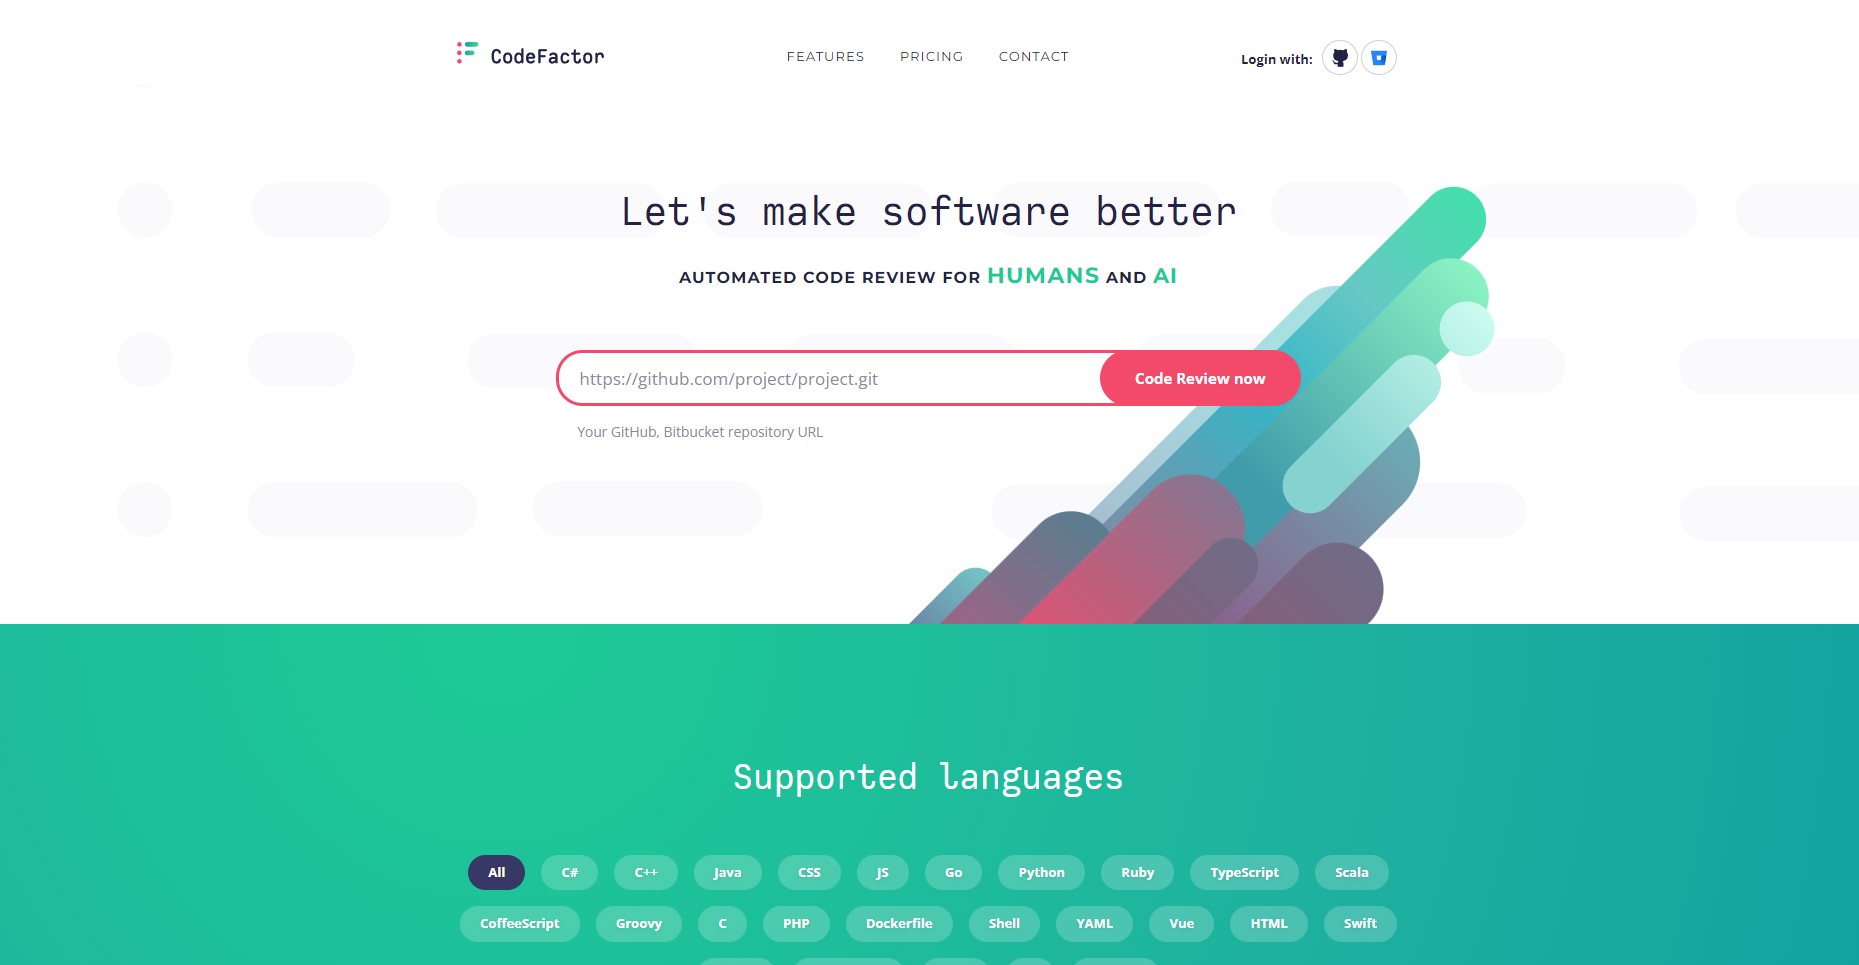 CodeFactor
FEATURES PRICING CONTACT
Login with:
Let's make software better
AUTOMATED CODE REVIEW FOR HUMANS AND AI
https://github.com/project/project.git
Code Review now
Your GitHub, Bitbucket repository URL
Supported languages
All C# C++ Java CSS JS Go Python Ruby TypeScript Scala
CoffeeScript Groovy C PHP Dockerfile Shell YAML Vue HTML Swift